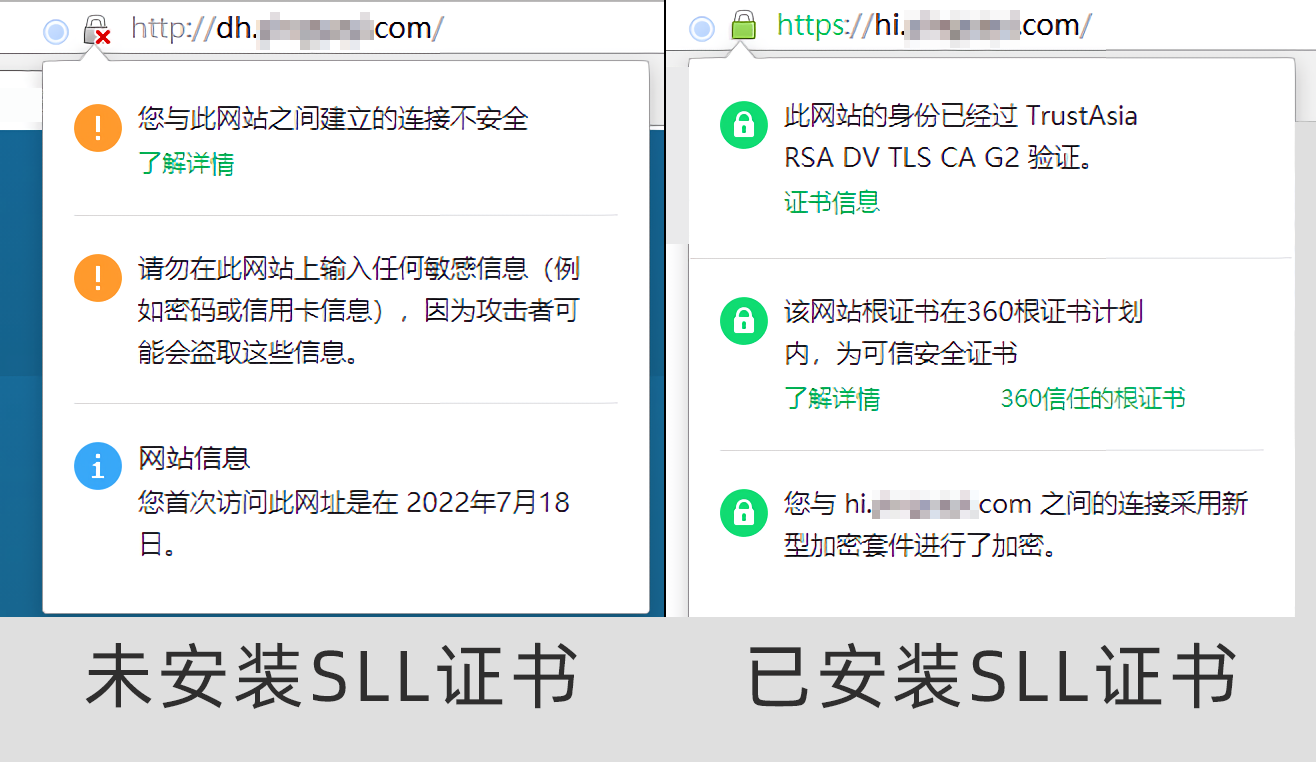 http://dh. com/
您与此网站之间建立的连接不安全
了解详情
请勿在此网站上输入任何敏感信息（例
如密码或信用卡信息），因为攻击者可
能会盗取这些信息。
网站信息
您首次访问此网址是在 2022年7月18
日。
未安装SLL证书
https://hi. .com/
此网站的身份已经过 TrustAsia
RSA DV TLS CA G2 验证。
证书信息
该网站根证书在360根证书计划
内，为可信安全证书
了解详情 360信任的根证书
您与 hi. com 之间的连接采用新
型加密套件进行了加密。
已安装SLL证书